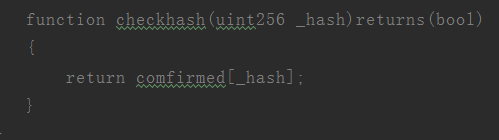 function checkhash(uint256 _hash)returns(bool)
{
return comfirmed[_hash];
}